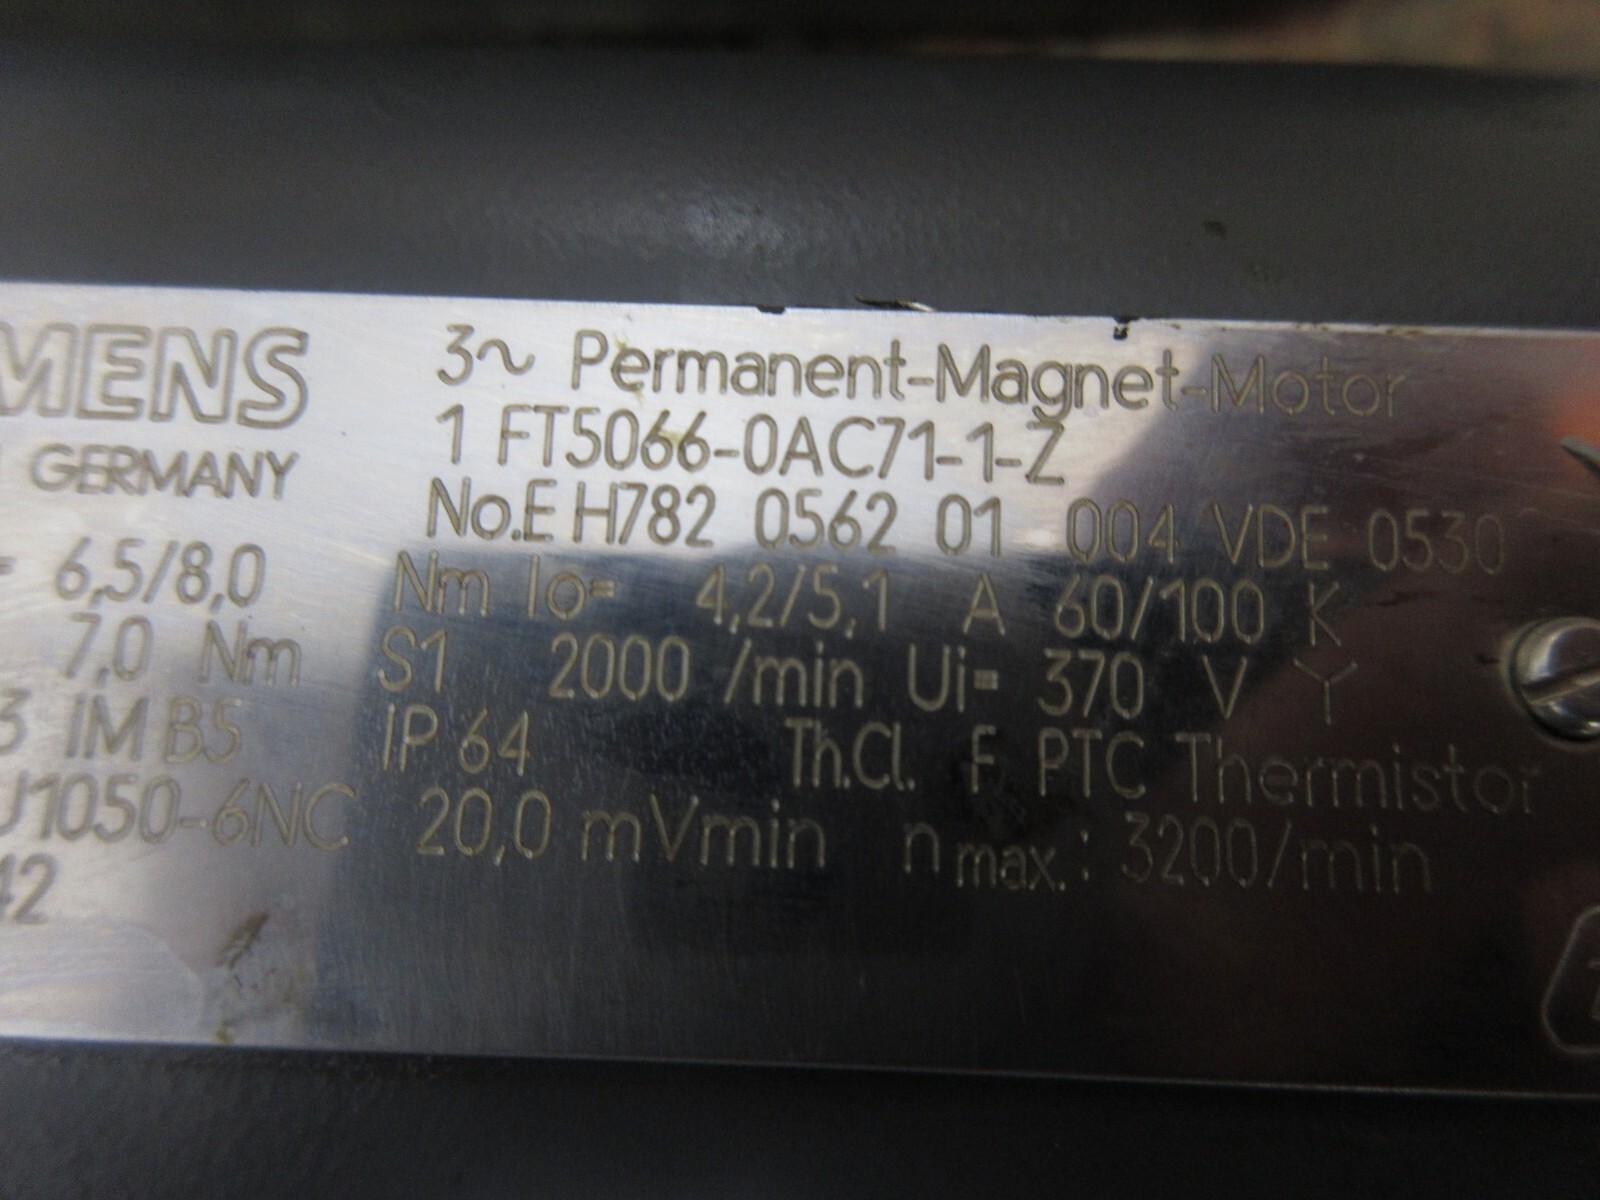 MENS 3~ Permanent-Magnet-Motor
GERMANY 1 FT5066-0AC71-1-Z
No.E H782 0562 01 004 VDE 0530
= 6,5/8,0 Nm Io= 4,2/5,1 A 60/100 K
7,0 Nm S1 2000 /min Ui= 370 V Y
3 IM B5 IP 64 Th.Cl. F PTC Thermistor
U1050-6NC 20,0 mVmin n max.: 3200/min
42